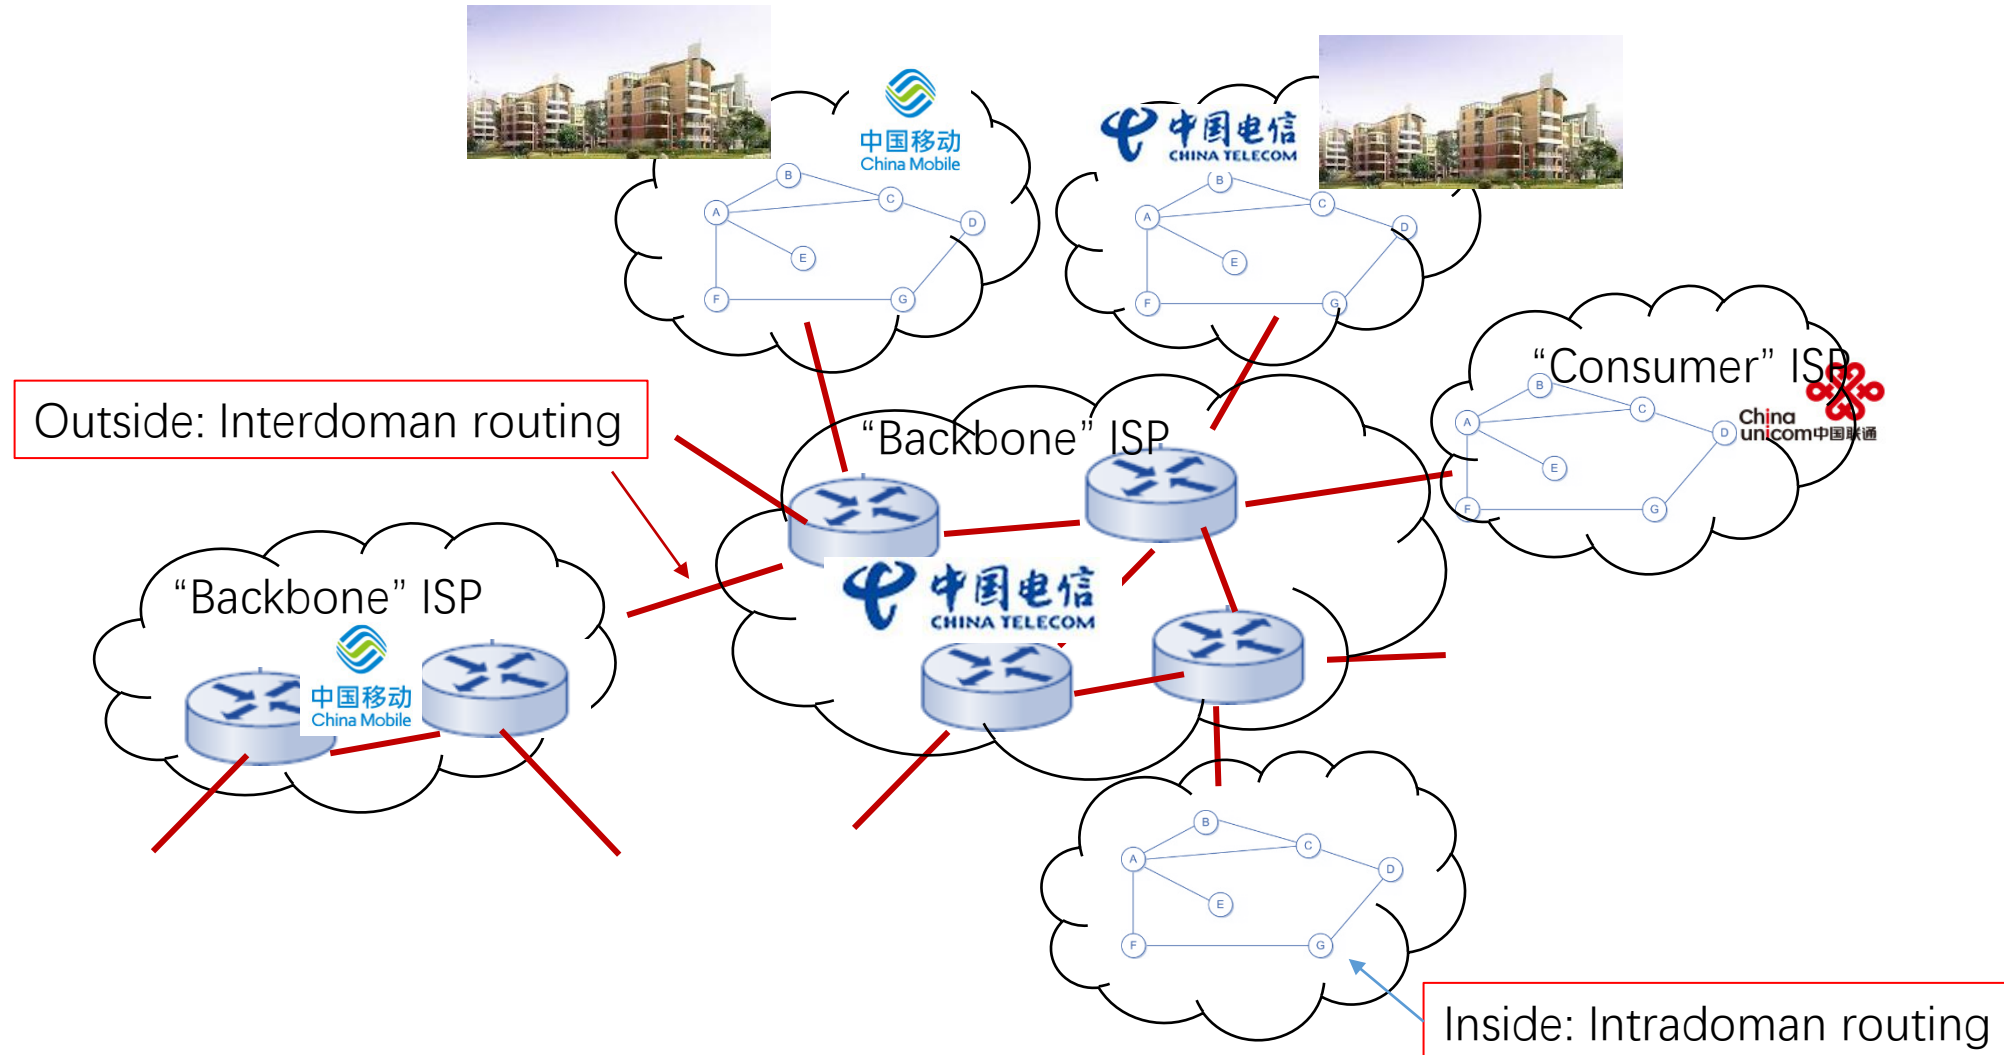 中国移动
China Mobile
B
A
C
D
E
F
G
中国电信
CHINA TELECOM
B
A
C
D
E
F
G
“Consumer” ISP
B
A
C
D
E
F
G
China
unicom中国联通
Outside: Interdoman routing
“Backbone” ISP
中国电信
CHINA TELECOM
“Backbone” ISP
中国移动
China Mobile
B
A
C
D
E
F
G
Inside: Intradoman routing